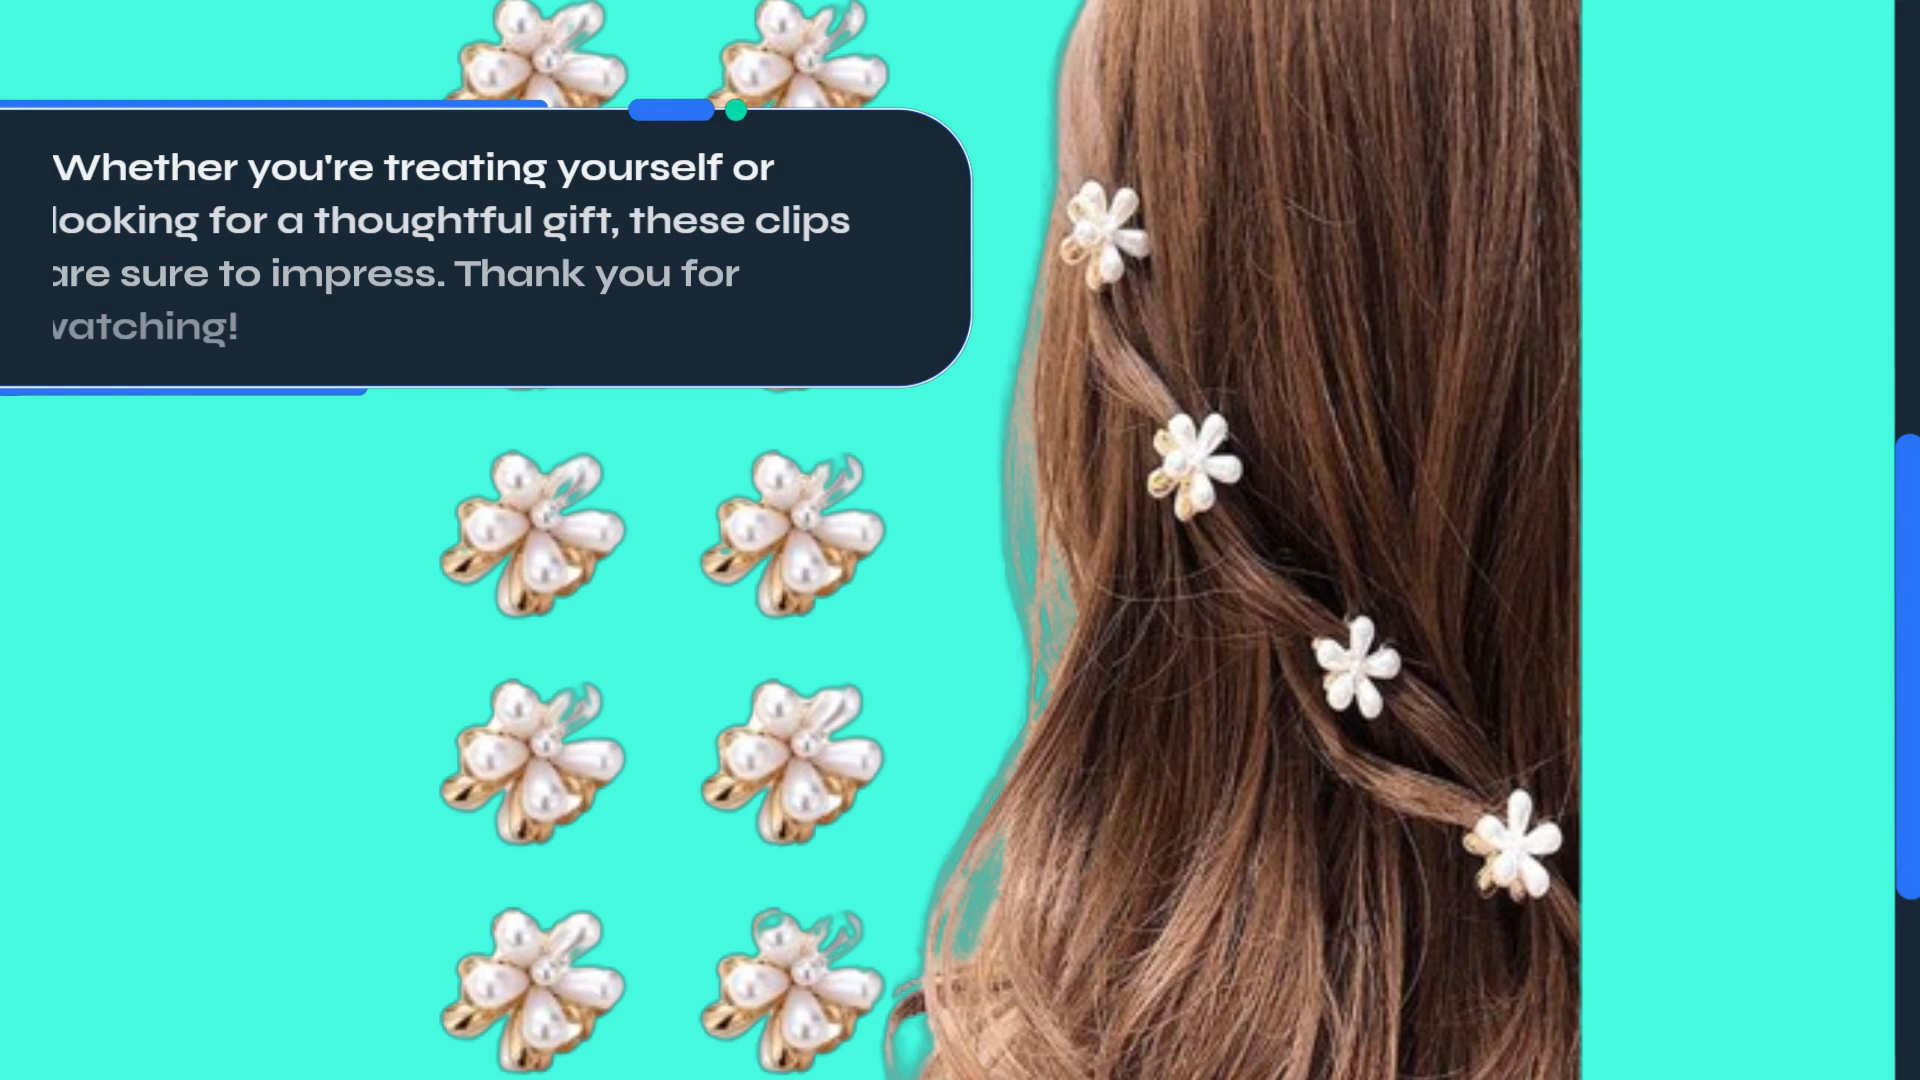 Whether you're treating yourself or
looking for a thoughtful gift, these clips
are sure to impress. Thank you for
watching!